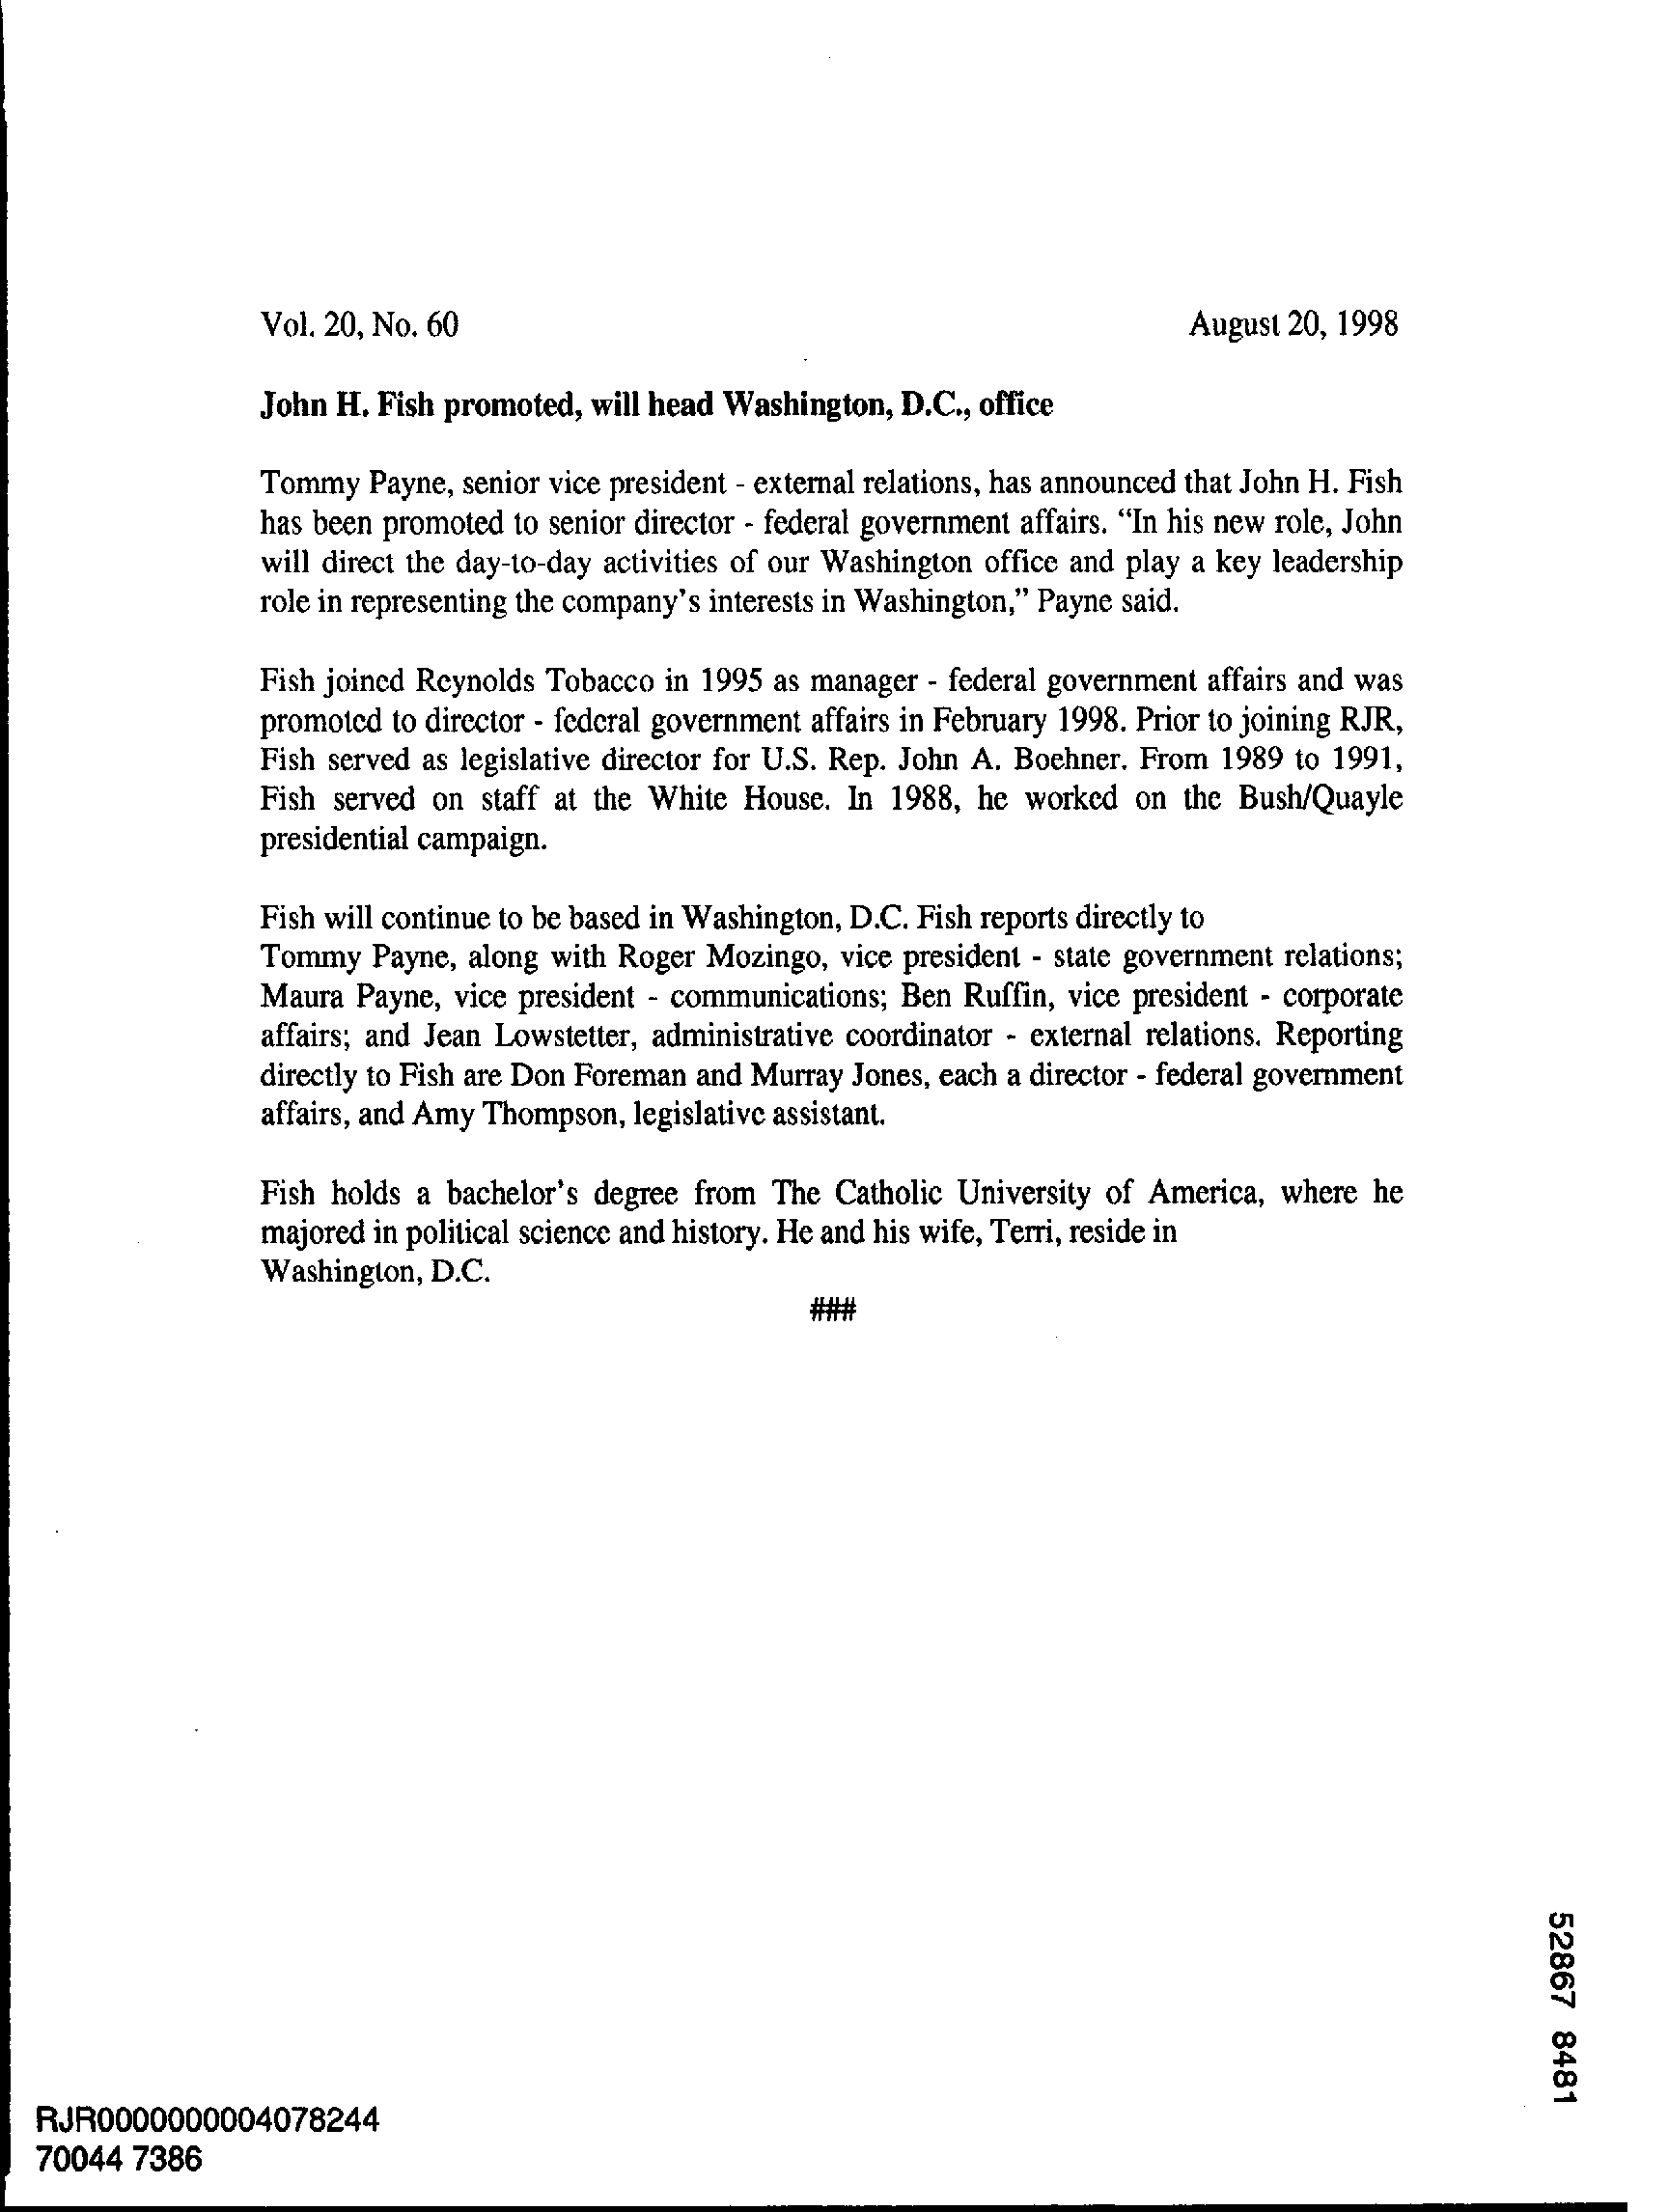 Vol. 20, No. 60 August 20, 1998
John H. Fish promoted, will head Washington, D.C., office
Tommy Payne, senior vice president - external relations, has announced that John H. Fish
has been promoted to senior director - federal government affairs. “In his new role, John
will direct the day-to-day activities of our Washington office and play a key leadership
role in representing the company's interests in Washington,” Payne said.
Fish joined Reynolds Tobacco in 1995 as manager - federal government affairs and was
promoted to director - federal government affairs in February 1998. Prior to joining RJR,
Fish served as legislative director for U.S. Rep. John A. Boehner. From 1989 to 1991,
Fish served on staff at the White House. In 1988, he worked on the Bush/Quayle
presidential campaign.
Fish will continue to be based in Washington, D.C. Fish reports directly to
Tommy Payne, along with Roger Mozingo, vice president - state government relations;
Maura Payne, vice president - communications; Ben Ruffin, vice president - corporate
affairs; and Jean Lowstetter, administrative coordinator - external relations. Reporting
directly to Fish are Don Foreman and Murray Jones, each a director - federal government
affairs, and Amy Thompson, legislative assistant.
Fish holds a bachelor's degree from The Catholic University of America, where he
majored in political science and history. He and his wife, Terri, reside in
Washington, D.C.
###
52867 8481
RJR0000000004078244
70044 7386